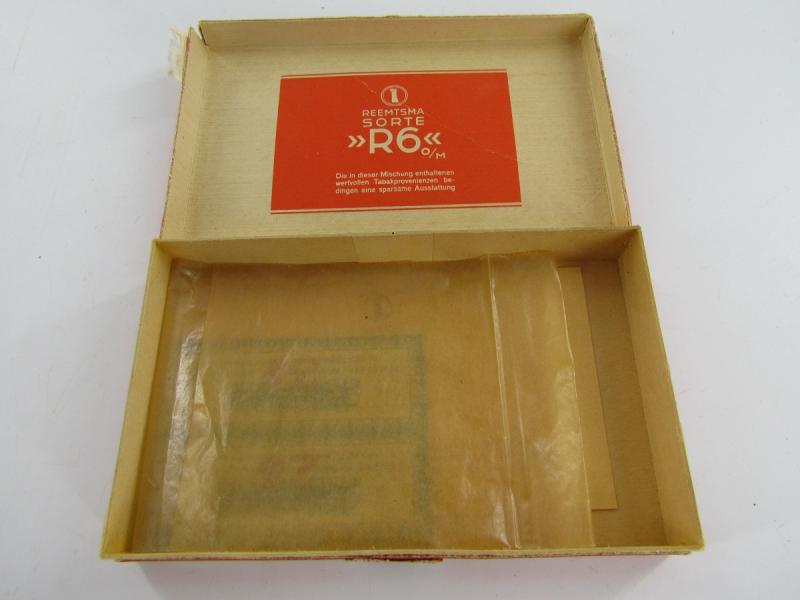 REEMTSMA
SORTE
»R6«
O/M
Die in dieser Mischung enthaltenen
wertvollen Tabakprovenienzen be-
dingen eine sparsame Ausstattung